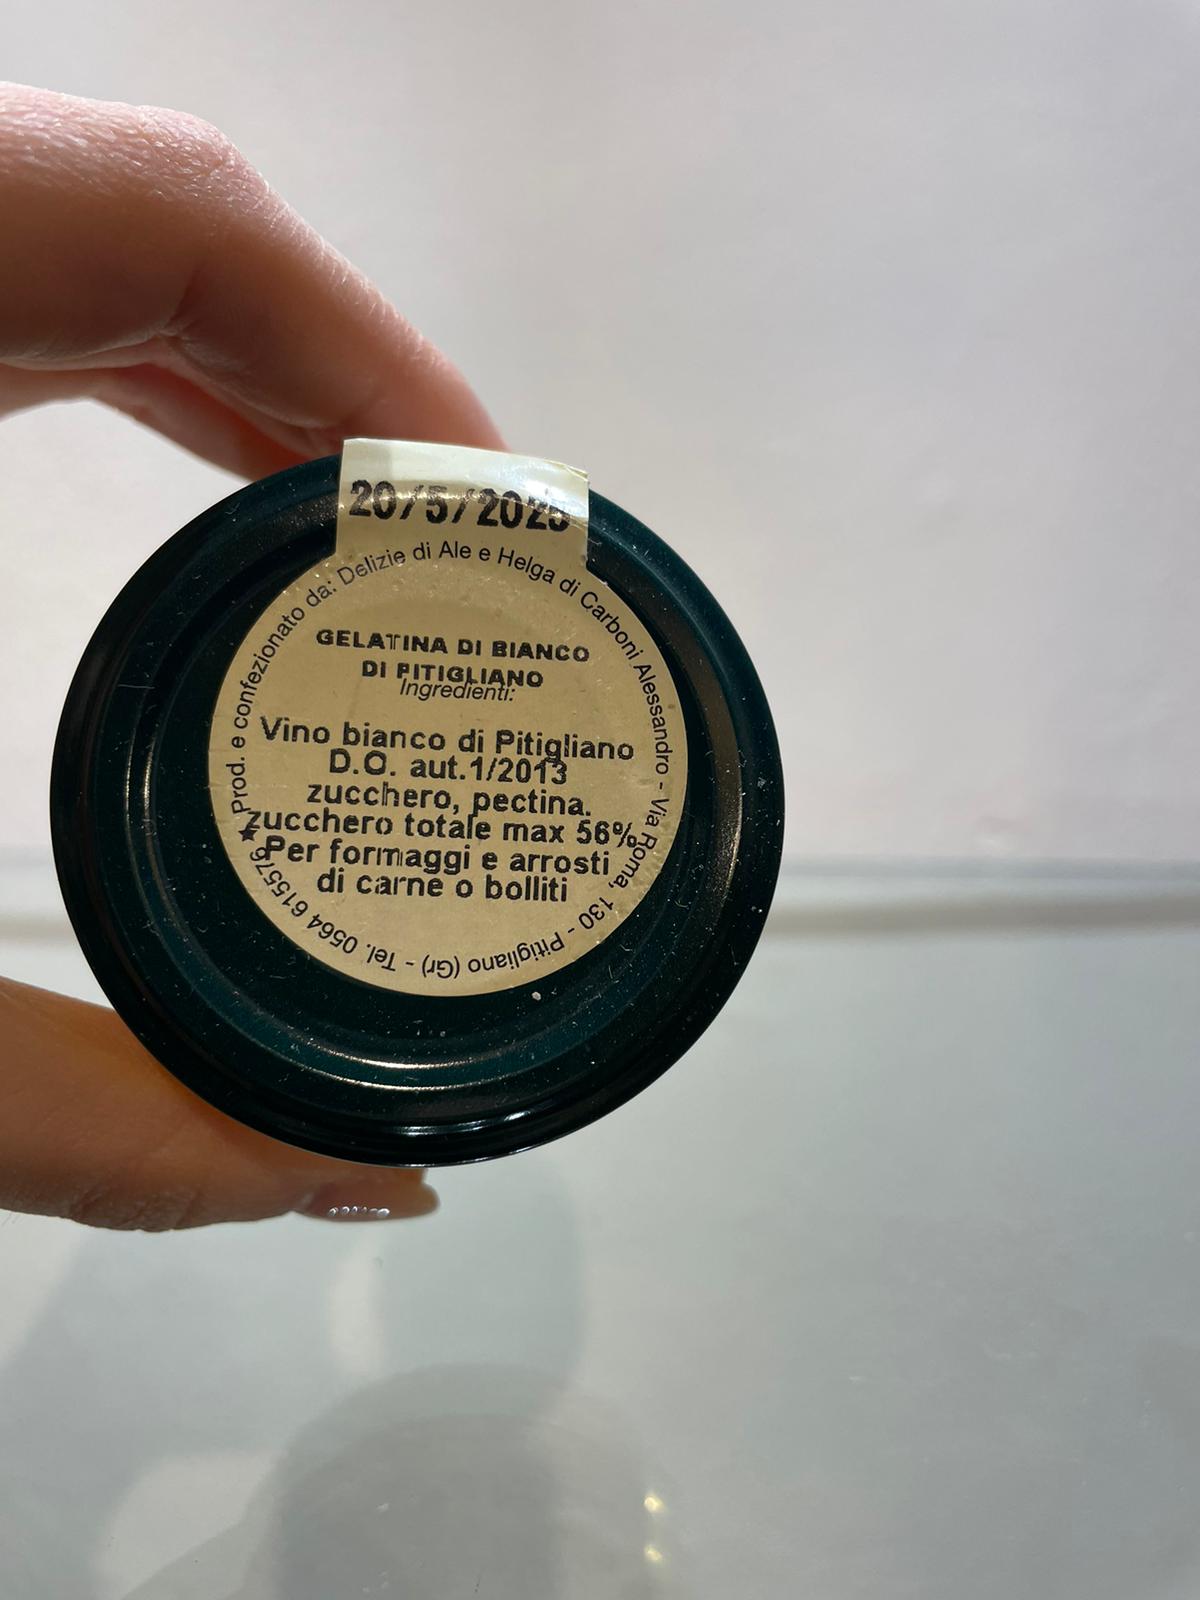 20/5/2025
Prod. e confezionato da: Delizie di Ale e Helga di Carboni Alessandro - Via Roma, 130 - Pitigliano (Gr) - Tel. 0564 615576 ★
GELATINA DI BIANCO
DI PITIGLIANO
Ingredienti:
Vino bianco di Pitigliano
D.O. aut.1/2013
zucchero, pectina.
zucchero totale max 56%
Per formaggi e arrosti
di carne o bolliti